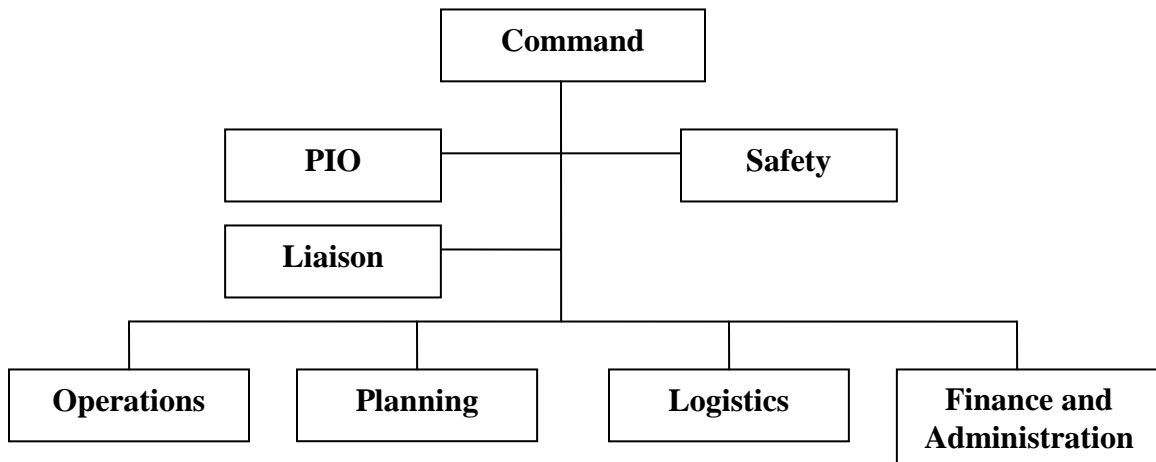 Command
PIO
Safety
Liaison
Operations
Planning
Logistics
Finance and
Administration